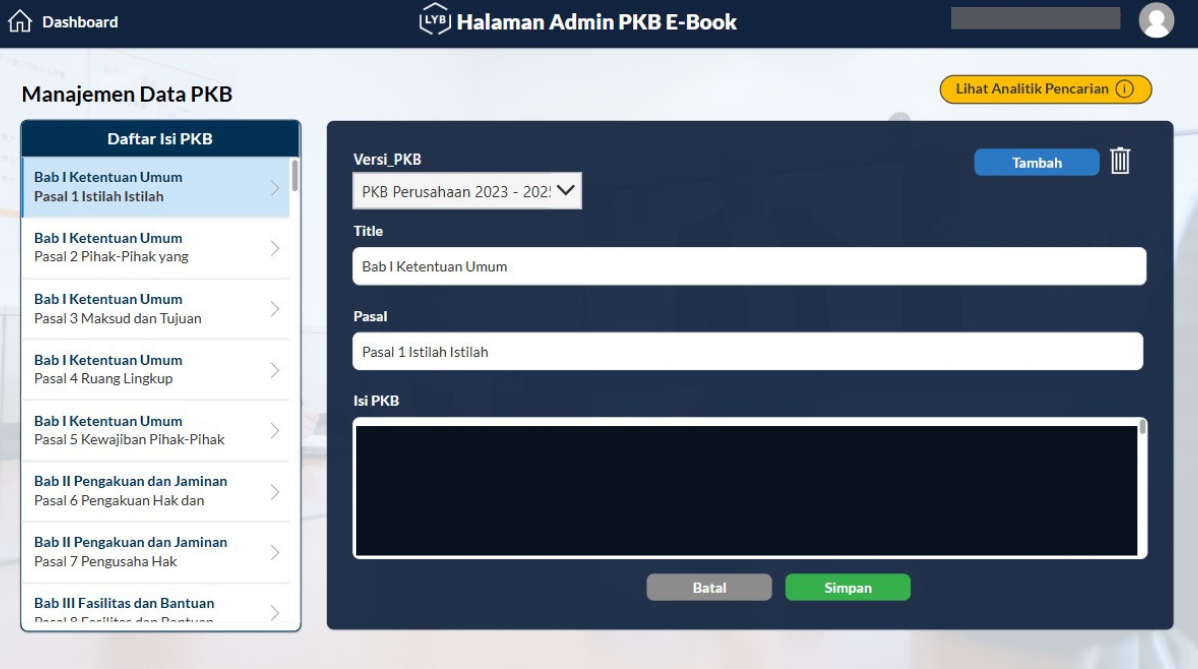 Dashboard
LYB Halaman Admin PKB E-Book
Manajemen Data PKB
Lihat Analitik Pencarian
Daftar Isi PKB
Bab I Ketentuan Umum
Pasal 1 Istilah Istilah
Bab I Ketentuan Umum
Pasal 2 Pihak-Pihak yang
Bab I Ketentuan Umum
Pasal 3 Maksud dan Tujuan
Bab I Ketentuan Umum
Pasal 4 Ruang Lingkup
Bab I Ketentuan Umum
Pasal 5 Kewajiban Pihak-Pihak
Bab II Pengakuan dan Jaminan
Pasal 6 Pengakuan Hak dan
Bab II Pengakuan dan Jaminan
Pasal 7 Pengusaha Hak
Bab III Fasilitas dan Bantuan
Pasal 8 Fasilitas dan Bantuan
Versi_PKB
Tambah
PKB Perusahaan 2023 - 202
Title
Bab I Ketentuan Umum
Pasal
Pasal 1 Istilah Istilah
Isi PKB
Batal
Simpan